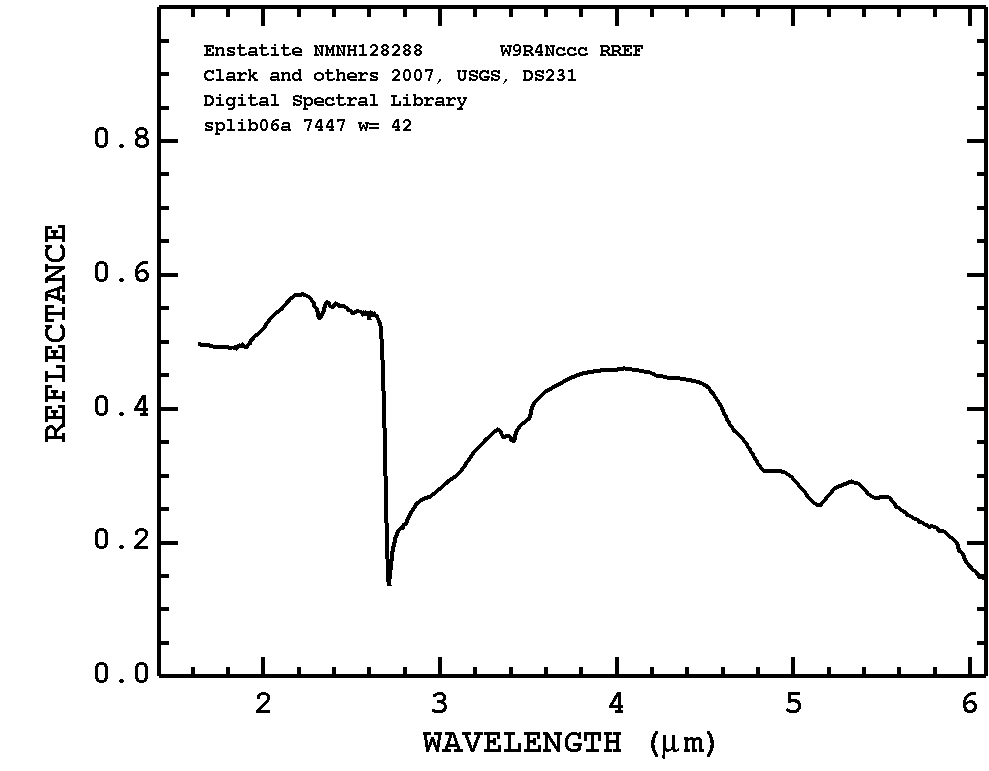 Enstatite NMNH128288 W9R4Nccc RREF
Clark and others 2007, USGS, DS231
Digital Spectral Library
splib06a 7447 w= 42
0.8
0.6
0.4
0.2
0.0
REFLECTANCE
2 3 4 5 6
WAVELENGTH (μm)